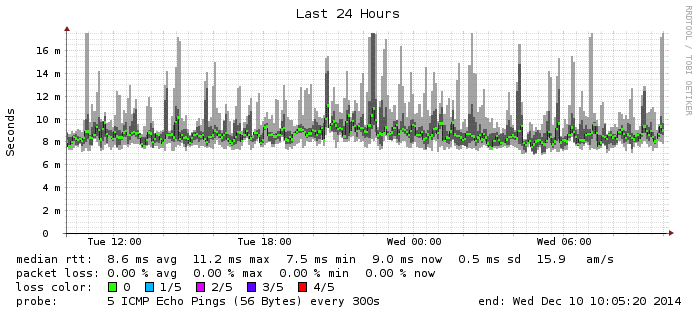 Last 24 Hours
RRDTOOL / TOBI OETIKER
Seconds
16 m
14 m
12 m
10 m
8 m
6 m
4 m
2 m
0
Tue 12:00 Tue 18:00 Wed 00:00 Wed 06:00
median rtt: 8.6 ms avg 11.2 ms max 7.5 ms min 9.0 ms now 0.5 ms sd 15.9 am/s
packet loss: 0.00 % avg 0.00 % max 0.00 % min 0.00 % now
loss color: 0 1/5 2/5 3/5 4/5
probe: 5 ICMP Echo Pings (56 Bytes) every 300s end: Wed Dec 10 10:05:20 2014